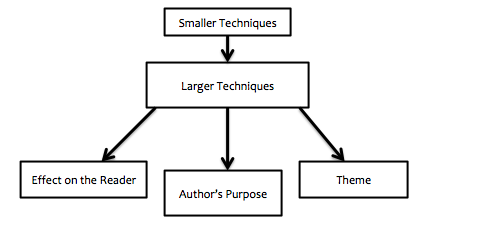 Smaller Techniques
Larger Techniques
Effect on the Reader
Author's Purpose
Theme